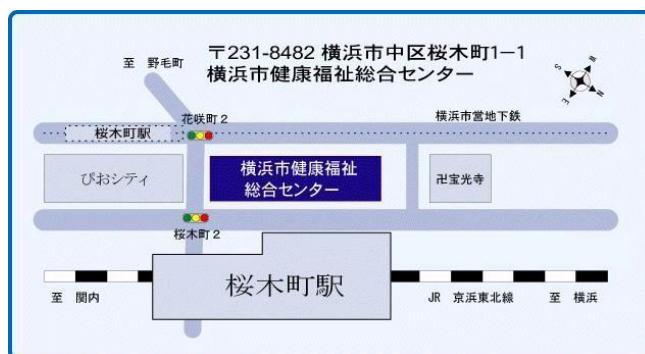 〒231-8482 横浜市中区桜木町1−1
横浜市健康福祉総合センター
至 野毛町
S W E N
花咲町2
横浜市営地下鉄
桜木町駅
ぴおシティ
横浜市健康福祉
総合センター
卍宝光寺
桜木町2
桜木町駅
至 関内
JR 京浜東北線 至 横浜